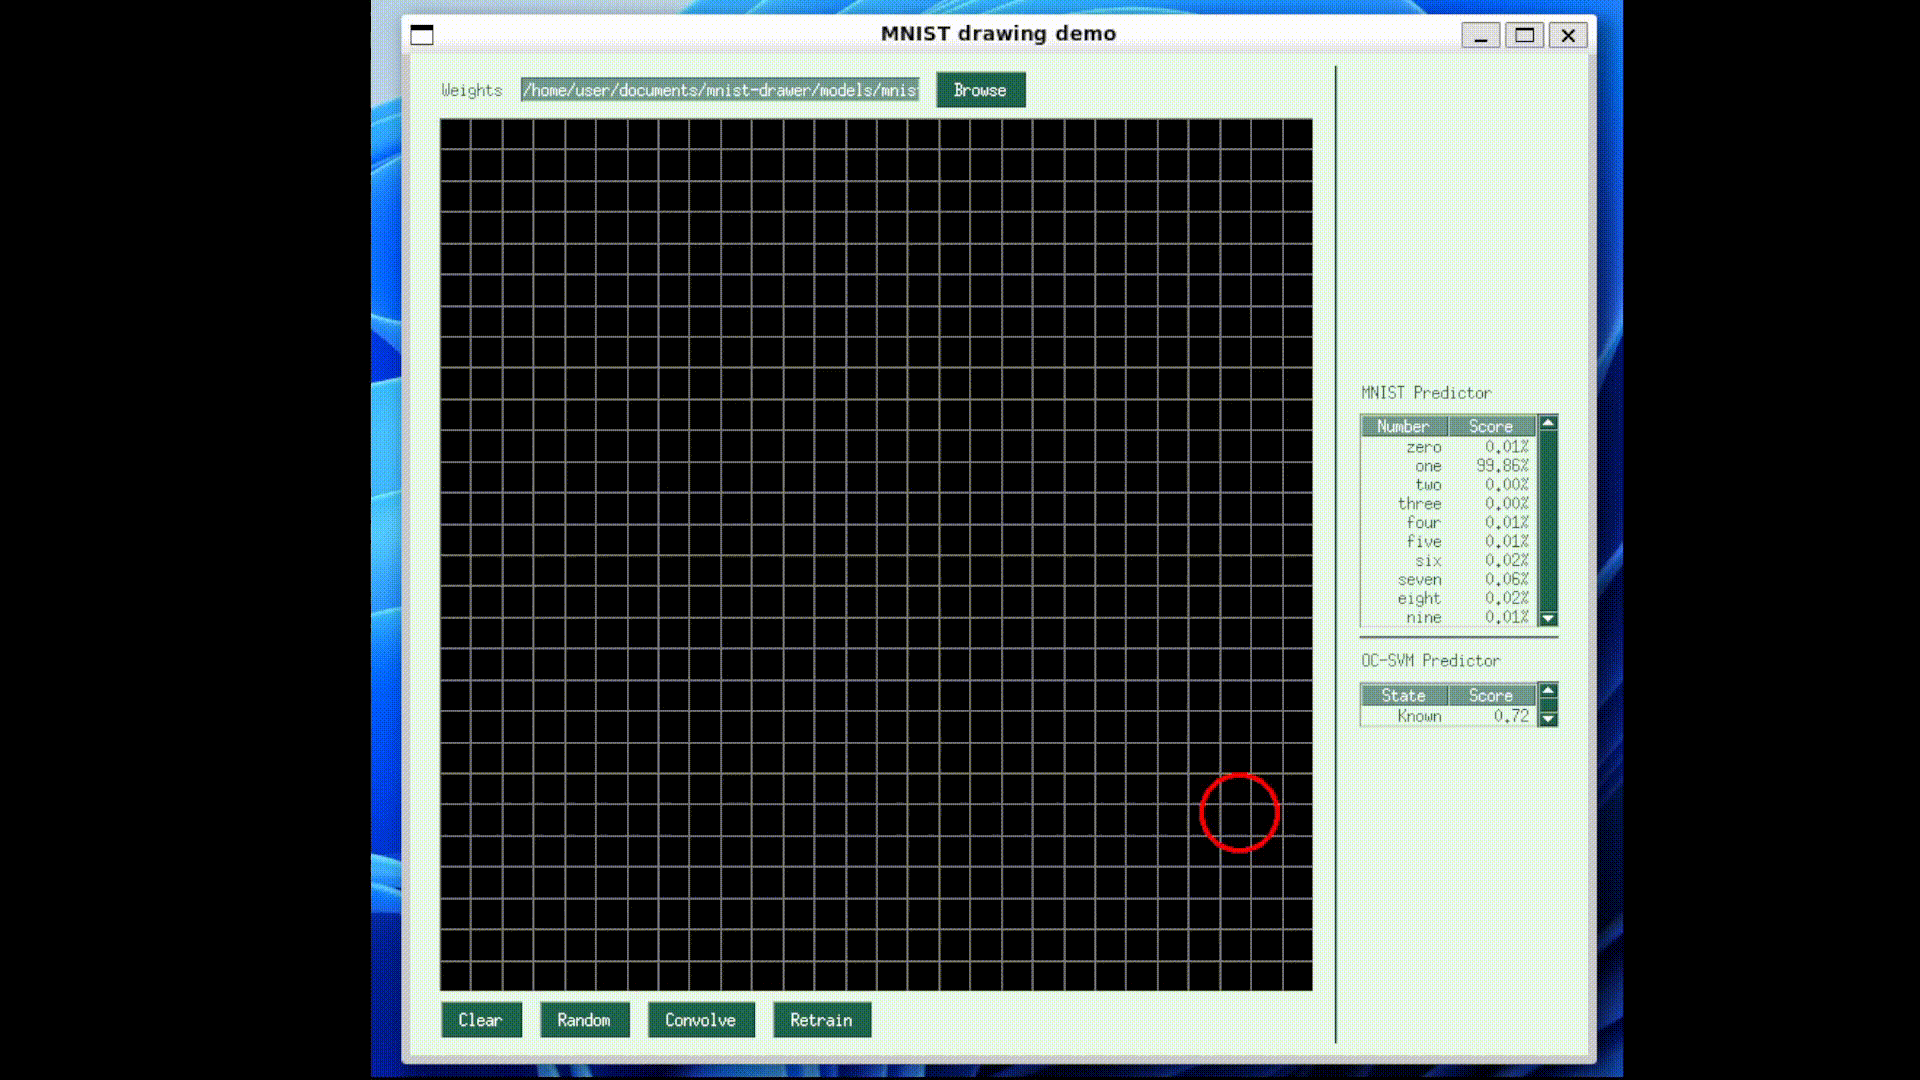 MNIST drawing demo
Weights /home/user/documents/mnist-drawer/models/mnis Browse
MNIST Predictor
Number Score
zero 0.01%
one 99.86%
two 0.00%
three 0.00%
four 0.01%
five 0.01%
six 0.02%
seven 0.06%
eight 0.02%
nine 0.01%
OC-SVM Predictor
State Score
Known 0.72
Clear Random Convolve Retrain